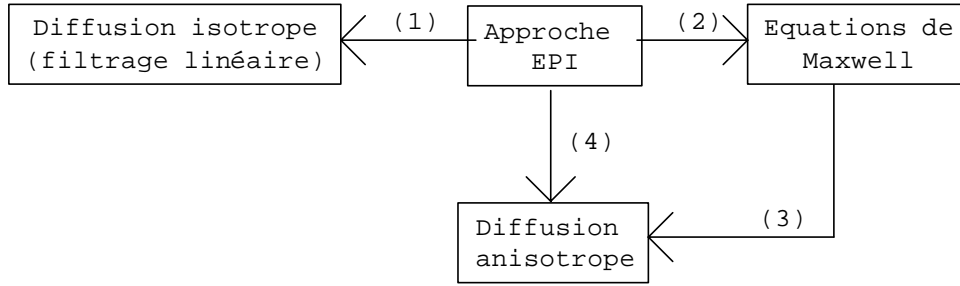 Diffusion isotrope
(filtrage linéaire)
(1)
Approche
EPI
(2)
Equations de
Maxwell
(4)
(3)
Diffusion
anisotrope